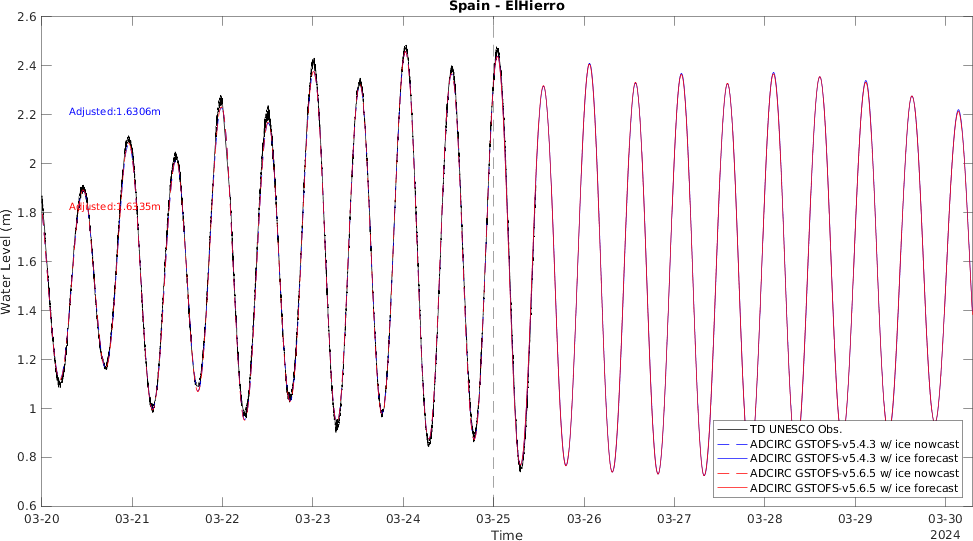 Spain - ElHierro
Water Level (m)
2.6
2.4
2.2
2
1.8
1.6
1.4
1.2
1
0.8
0.6
Adjusted:1.6306m
Adjusted:1.6335m
TD UNESCO Obs.
ADCIRC GSTOFS-v5.4.3 w/ ice nowcast
ADCIRC GSTOFS-v5.4.3 w/ ice forecast
ADCIRC GSTOFS-v5.6.5 w/ ice nowcast
ADCIRC GSTOFS-v5.6.5 w/ ice forecast
03-20 03-21 03-22 03-23 03-24 03-25 03-26 03-27 03-28 03-29 03-30
2024
Time